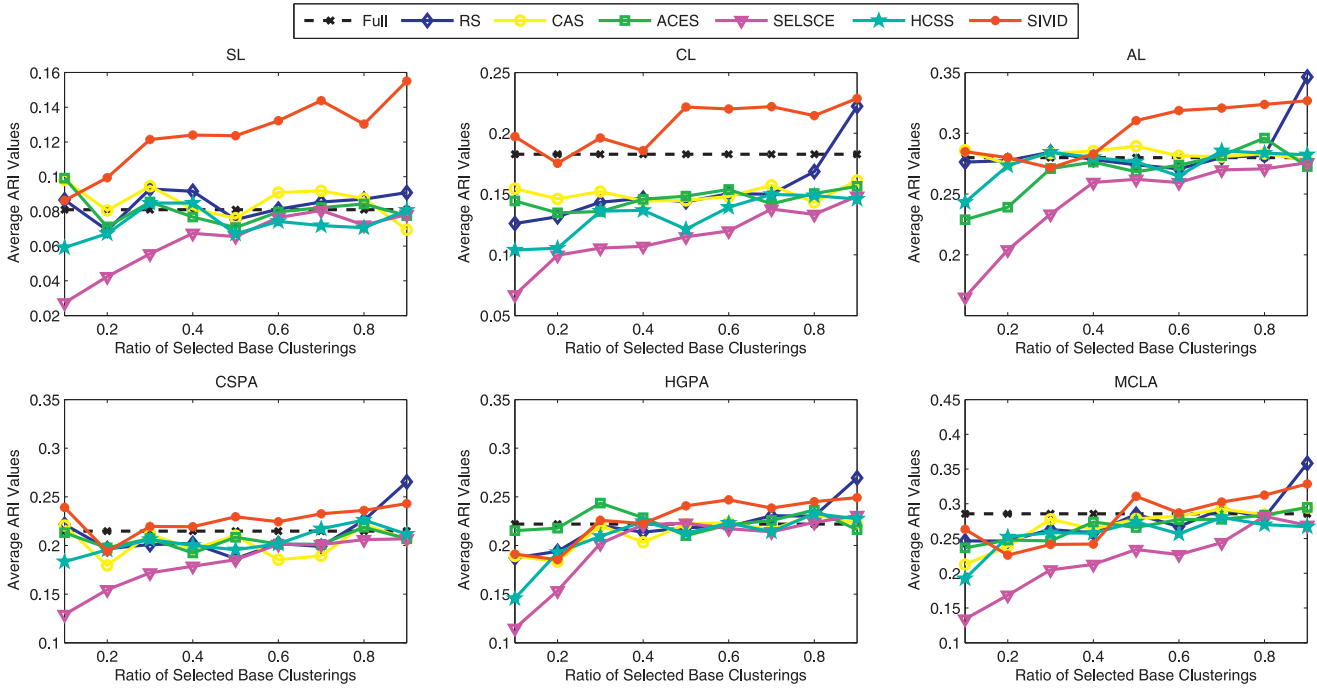 Full RS CAS ACES SELSCE HCSS SIVID
SL
0.16
0.14
0.12
0.1
0.08
0.06
0.04
0.02
Average ARI Values
0.2 0.4 0.6 0.8
Ratio of Selected Base Clusterings
CL
0.25
0.2
0.15
0.1
0.05
Average ARI Values
0.2 0.4 0.6 0.8
Ratio of Selected Base Clusterings
AL
0.35
0.3
0.25
0.2
Average ARI Values
0.2 0.4 0.6 0.8
Ratio of Selected Base Clusterings
CSPA
0.35
0.3
0.25
0.2
0.15
0.1
Average ARI Values
0.2 0.4 0.6 0.8
Ratio of Selected Base Clusterings
HGPA
0.35
0.3
0.25
0.2
0.15
0.1
Average ARI Values
0.2 0.4 0.6 0.8
Ratio of Selected Base Clusterings
MCLA
0.45
0.4
0.35
0.3
0.25
0.2
0.15
0.1
Average ARI Values
0.2 0.4 0.6 0.8
Ratio of Selected Base Clusterings